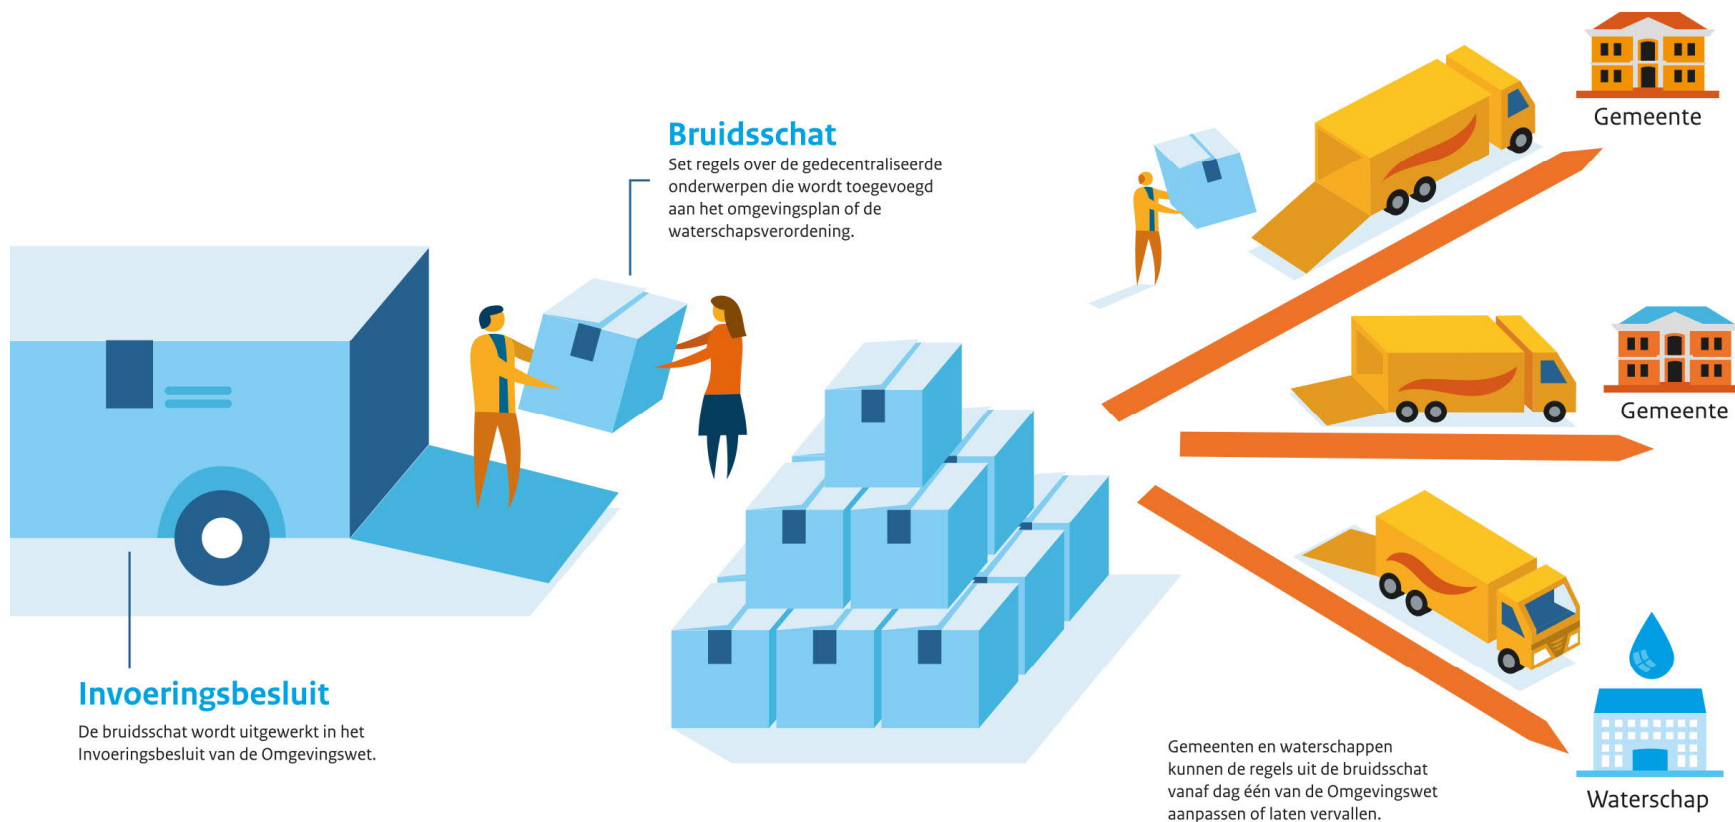 Bruidsschat
Set regels over de gedecentraliseerde
onderwerpen die wordt toegevoegd
aan het omgevingsplan of de
waterschapsverordening.
Invoeringsbesluit
De bruidsschat wordt uitgewerkt in het
Invoeringsbesluit van de Omgevingswet.
Gemeente
Gemeente
Gemeenten en waterschappen
kunnen de regels uit de bruidsschat
vanaf dag één van de Omgevingswet
aanpassen of laten vervallen.
Waterschap